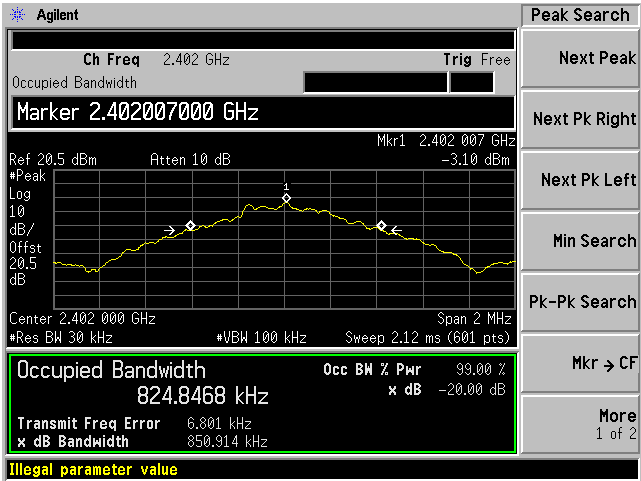 Agilent
Peak Search
Ch Freq 2.402 GHz Trig Free
Occupied Bandwidth
Marker 2.402007000 GHz
Mkr1 2.402 007 GHz
Ref 20.5 dBm Atten 10 dB -3.10 dBm
#Peak
Log
10
dB/
Offst
20.5
dB
1
Center 2.402 000 GHz Span 2 MHz
#Res BW 30 kHz #VBW 100 kHz Sweep 2.12 ms (601 pts)
Occupied Bandwidth
824.8468 kHz
Occ BW % Pwr 99.00 %
x dB -20.00 dB
Transmit Freq Error 6.801 kHz
x dB Bandwidth 850.914 kHz
Illegal parameter value
Next Peak
Next Pk Right
Next Pk Left
Min Search
Pk-Pk Search
Mkr → CF
More
1 of 2